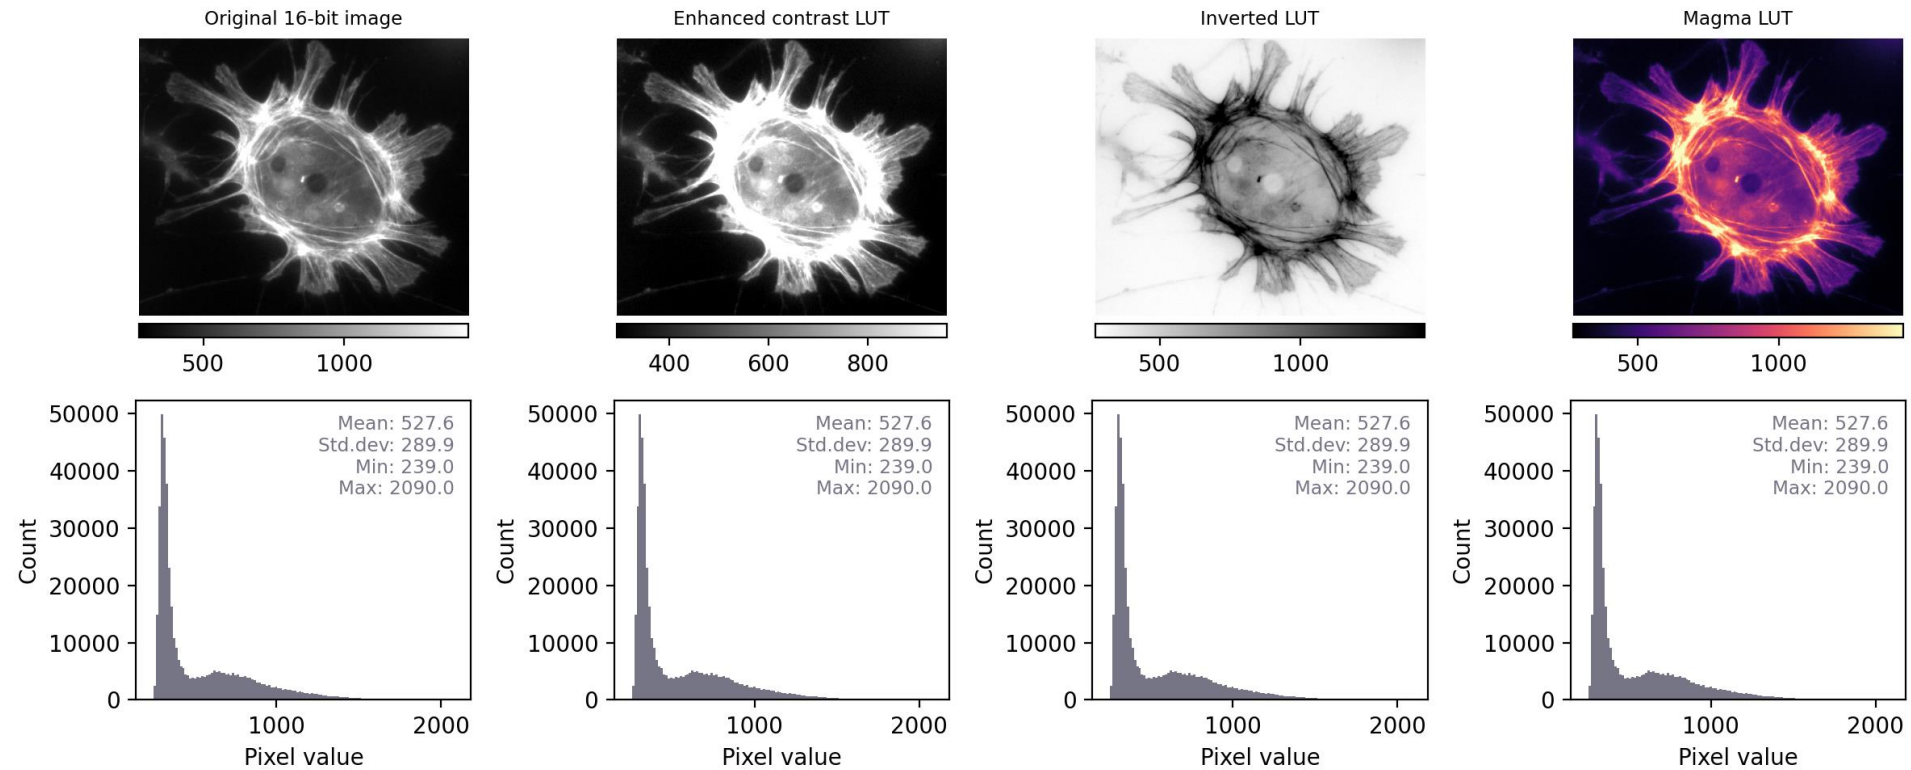 Original 16-bit image
Enhanced contrast LUT
Inverted LUT
Magma LUT
500 1000
400 600 800
500 1000
500 1000
50000
40000
30000
20000
10000
0
Count
Mean: 527.6
Std.dev: 289.9
Min: 239.0
Max: 2090.0
1000 2000
Pixel value
50000
40000
30000
20000
10000
0
Count
Mean: 527.6
Std.dev: 289.9
Min: 239.0
Max: 2090.0
1000 2000
Pixel value
50000
40000
30000
20000
10000
0
Count
Mean: 527.6
Std.dev: 289.9
Min: 239.0
Max: 2090.0
1000 2000
Pixel value
50000
40000
30000
20000
10000
0
Count
Mean: 527.6
Std.dev: 289.9
Min: 239.0
Max: 2090.0
1000 2000
Pixel value